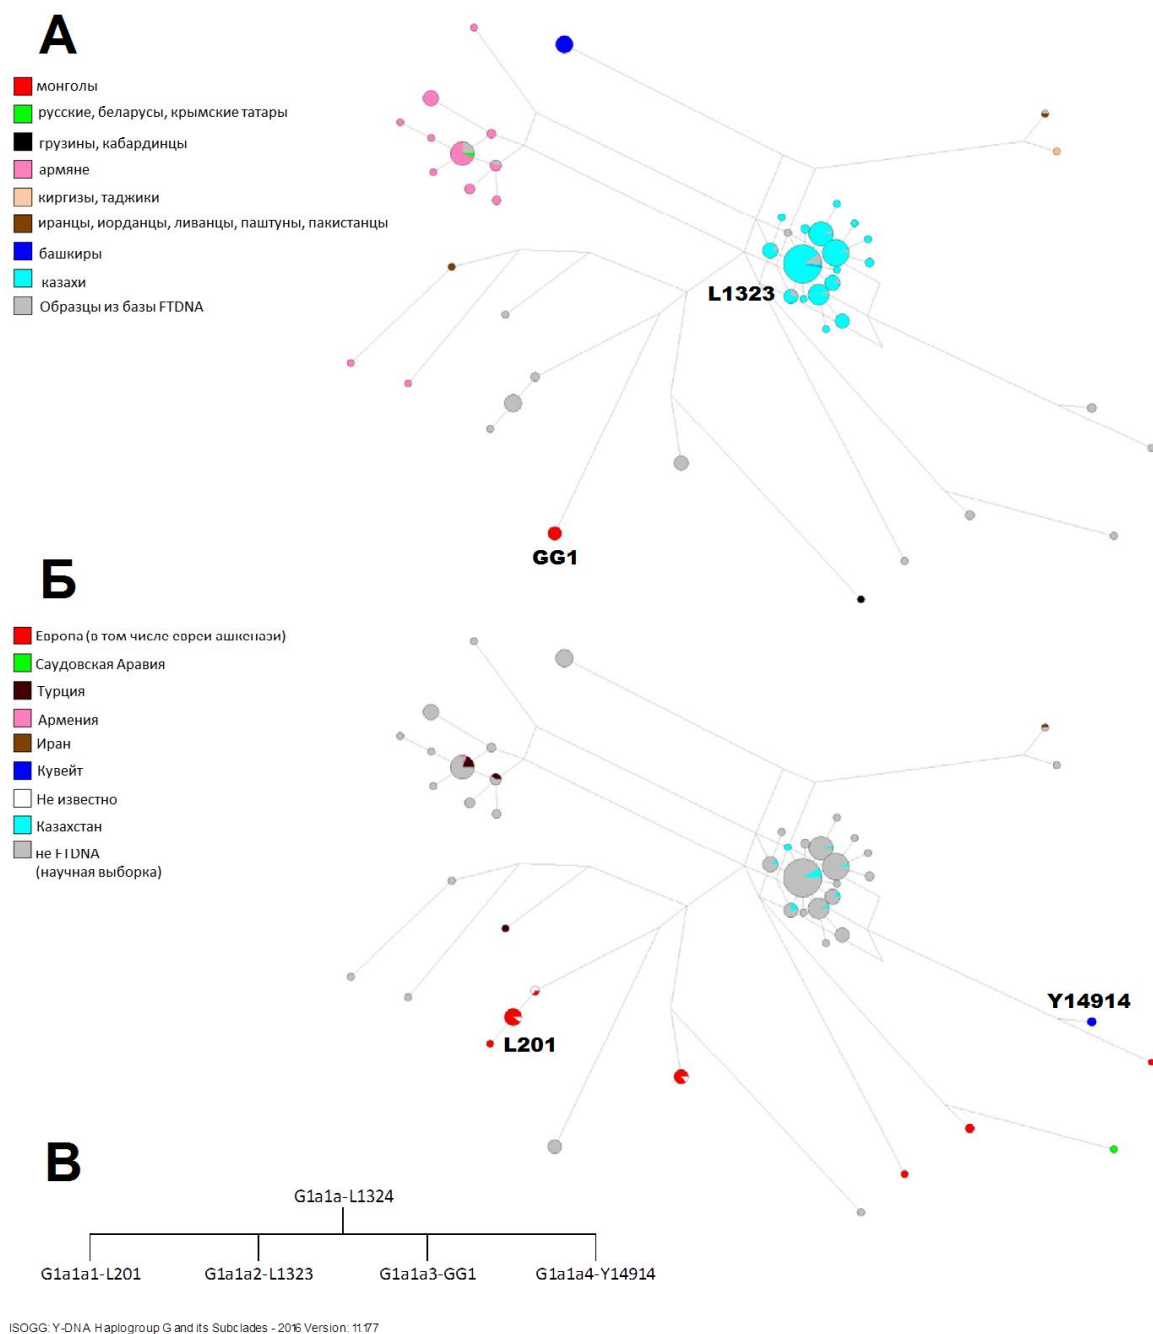 А
монголы
русские, беларусы, крымские татары
грузины, кабардинцы
армяне
киргизы, таджики
иранцы, иорданцы, ливанцы, паштуны, пакистанцы
башкиры
казахи
Образцы из базы FTDNA
L1323
GG1
Б
Европа (в том числе евреи ашкенази)
Саудовская Аравия
Турция
Армения
Иран
Кувейт
Не известно
Казахстан
не FTDNA
(научная выборка)
Y14914
L201
В
G1a1a-L1324
G1a1a1-L201 G1a1a2-L1323 G1a1a3-GG1 G1a1a4-Y14914
ISOGG: Y-DNA Haplogroup G and its Subclades - 2016 Version: 11.177